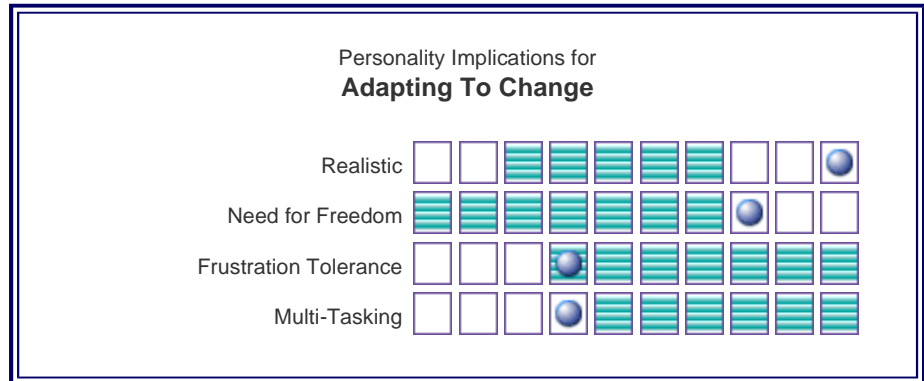 Personality Implications for
Adapting To Change
Realistic
Need for Freedom
Frustration Tolerance
Multi-Tasking